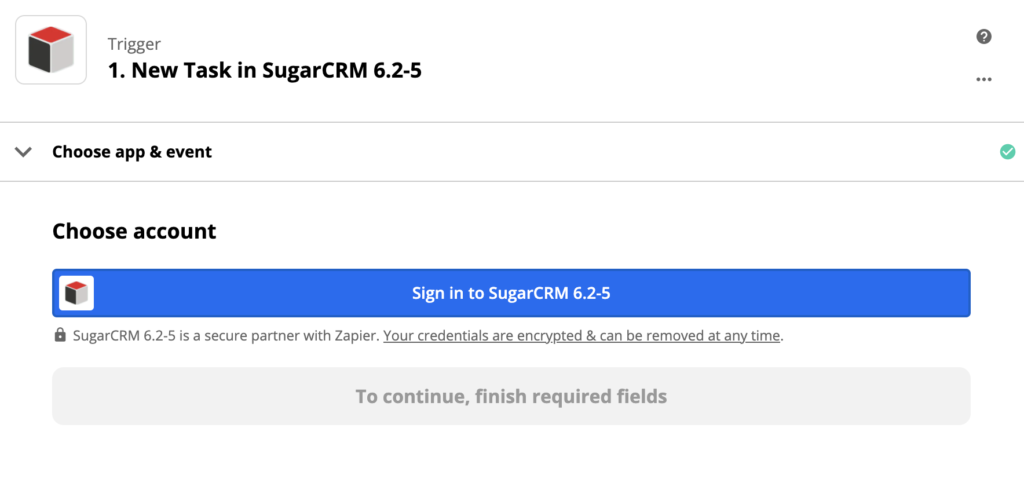 Trigger
1. New Task in SugarCRM 6.2-5
Choose app & event
Choose account
Sign in to SugarCRM 6.2-5
SugarCRM 6.2-5 is a secure partner with Zapier. Your credentials are encrypted & can be removed at any time.
To continue, finish required fields